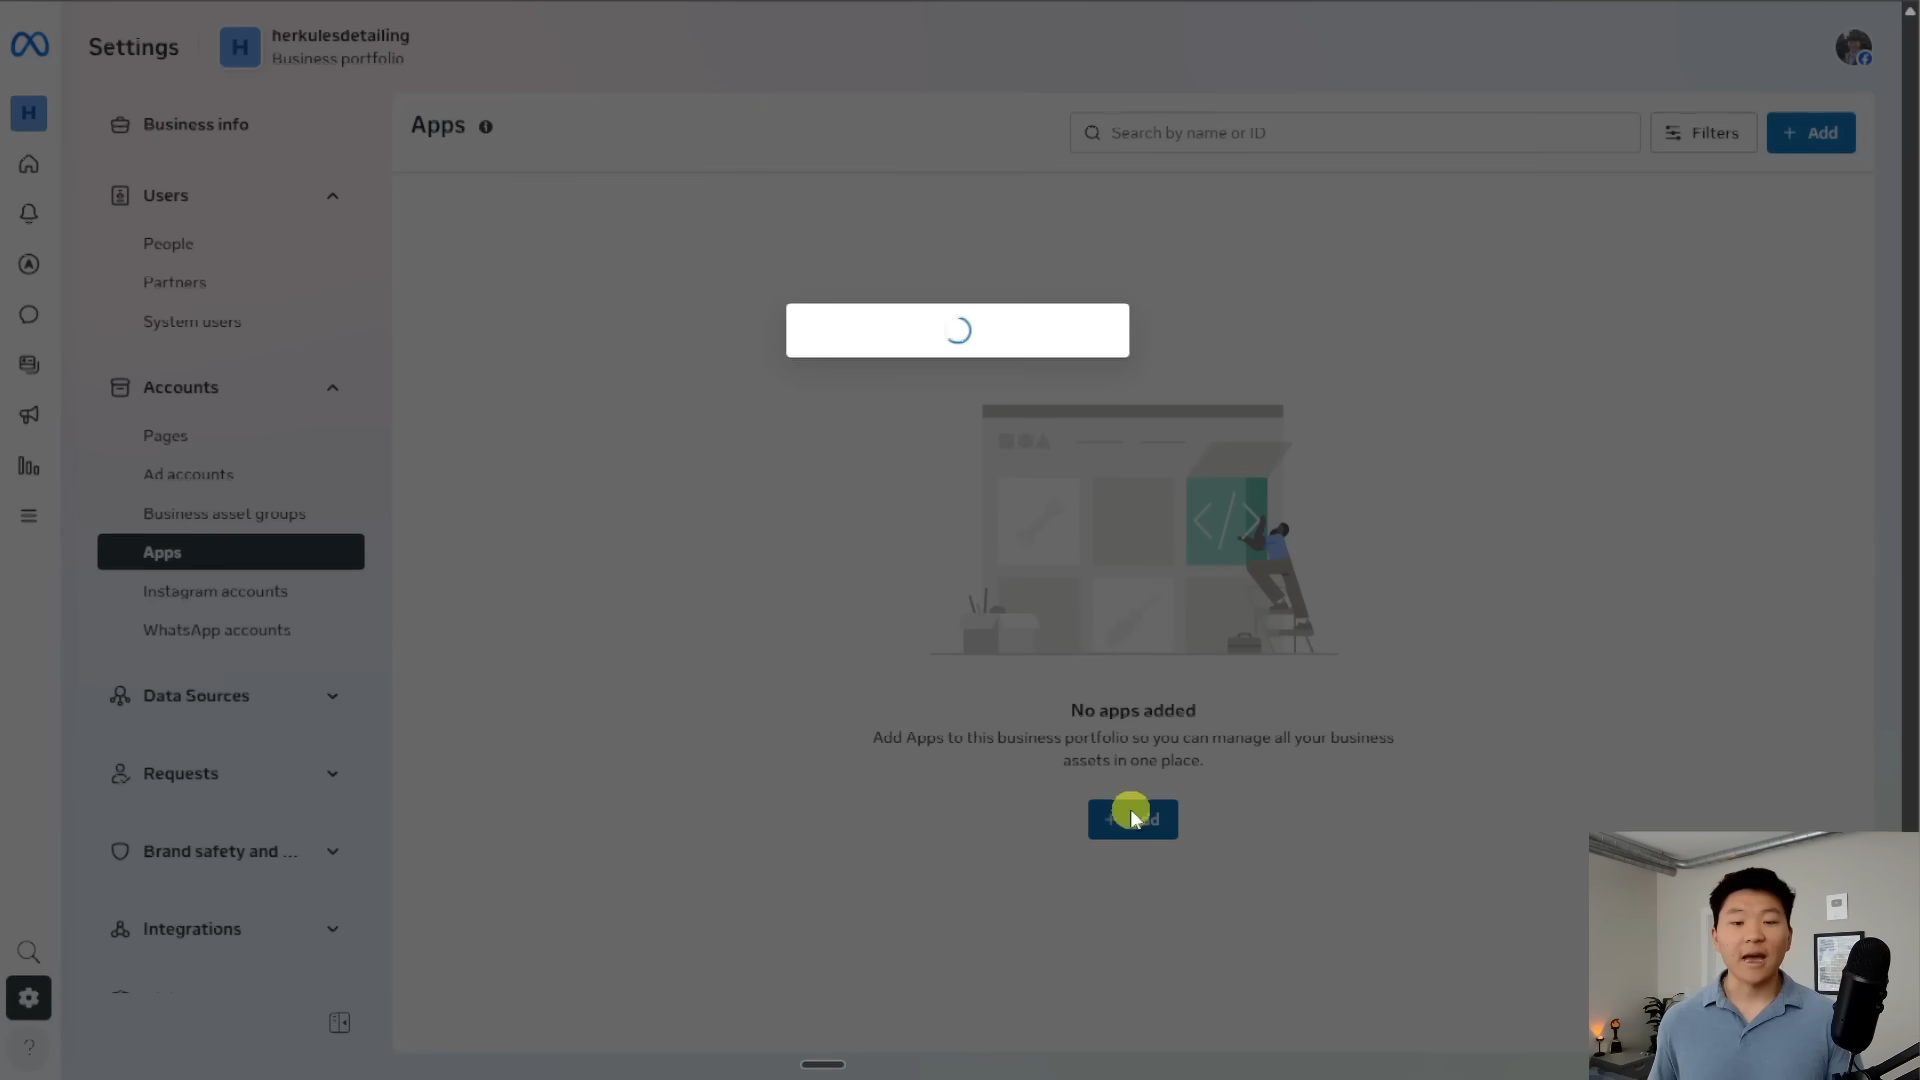 Settings
H
herkulesdetailing
Business portfolio
H
Business info
Users
People
Partners
System users
Accounts
Pages
Ad accounts
Business asset groups
Apps
Instagram accounts
WhatsApp accounts
Data Sources
Requests
Brand safety and ...
Integrations
?
Apps
Search by name or ID
Filters
+ Add
No apps added
Add Apps to this business portfolio so you can manage all your business
assets in one place.